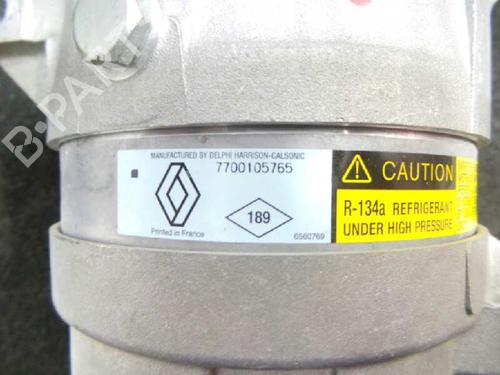 B-PARTS
MANUFACTURED BY DELPHI HARRISON-CALSONIC
7700105765
189
Printed in France
6560769
CAUTION
R-134a REFRIGERANT
UNDER HIGH PRESSURE